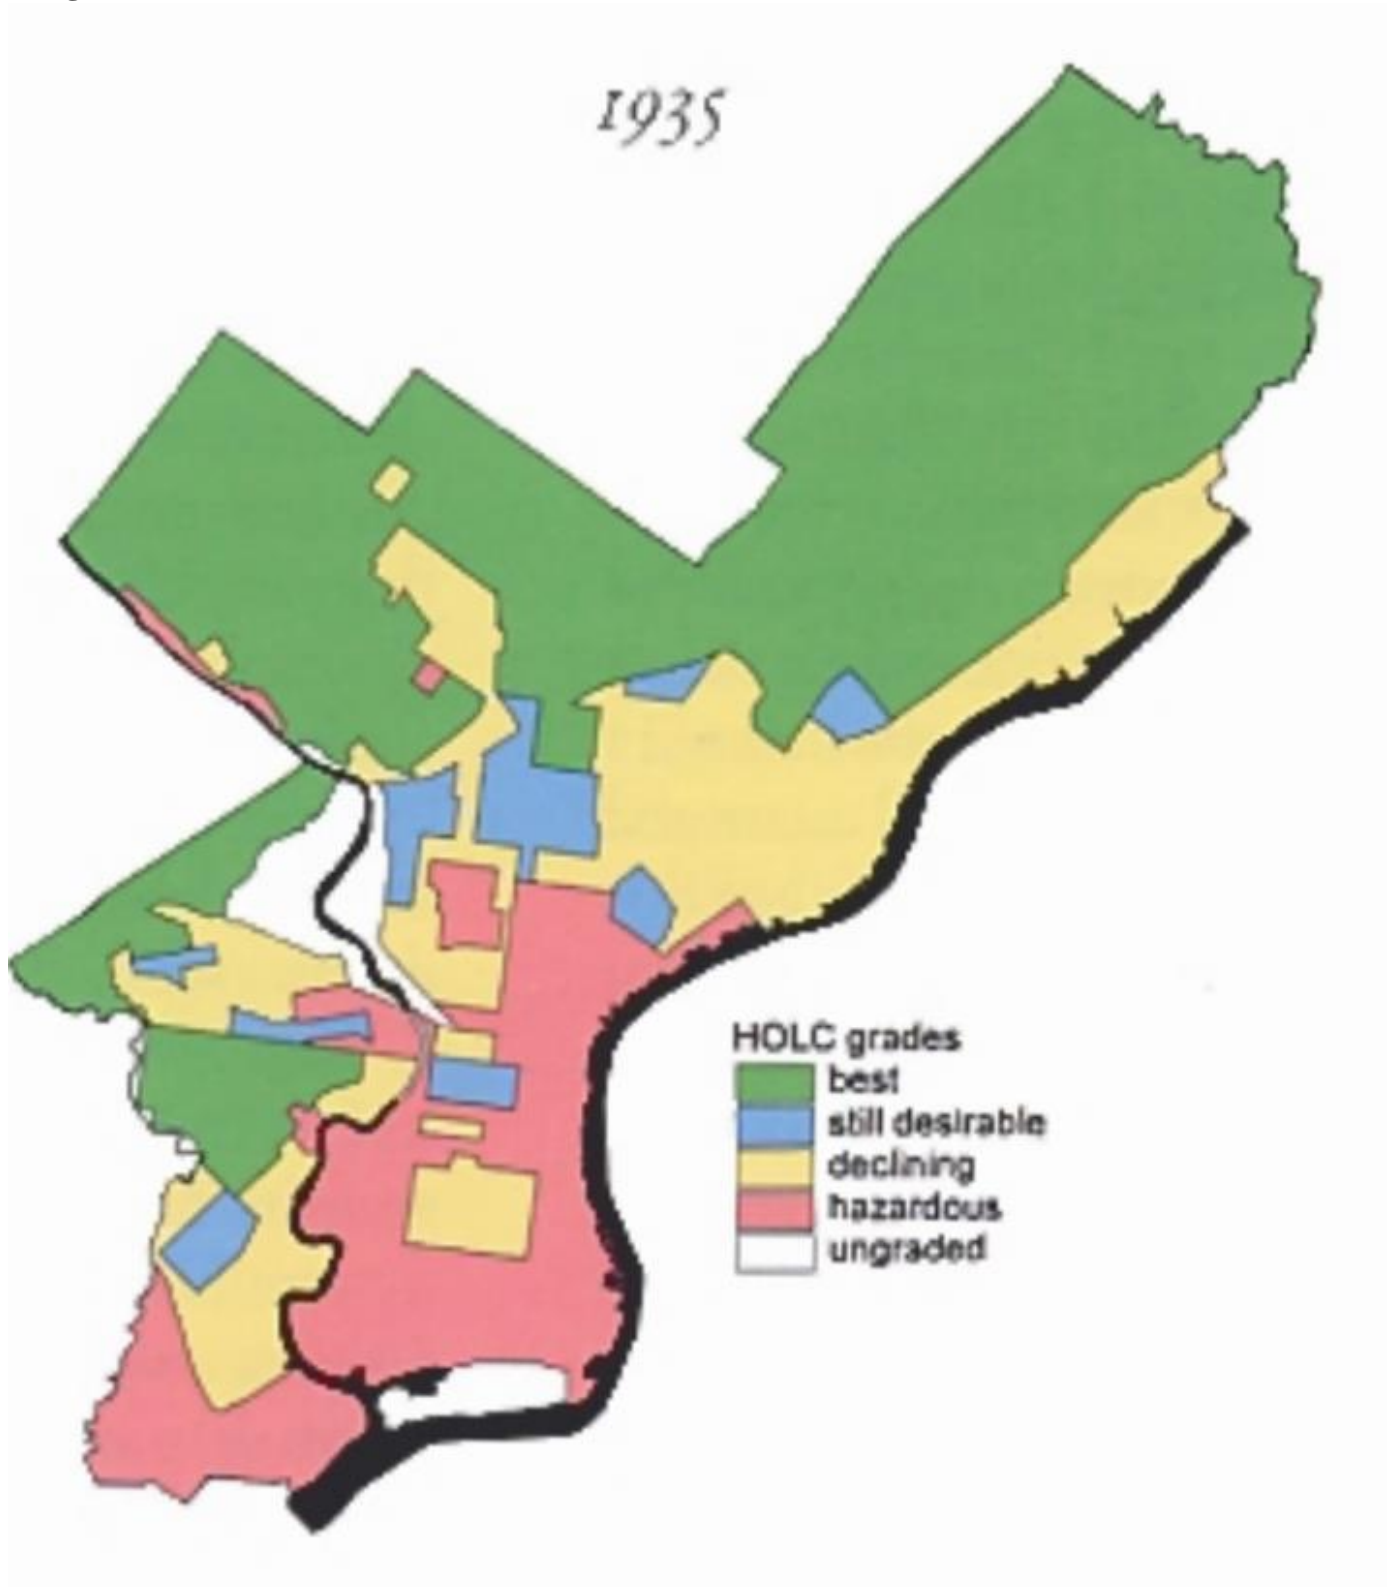 1935
HOLC grades
best
still desirable
declining
hazardous
ungraded